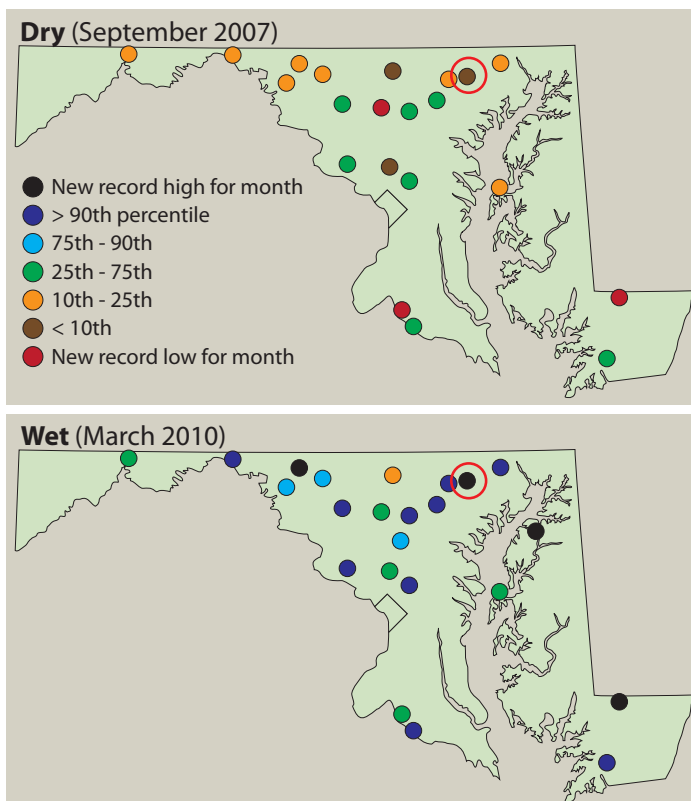 Dry (September 2007)
New record high for month
> 90th percentile
75th - 90th
25th - 75th
10th - 25th
< 10th
New record low for month
Wet (March 2010)